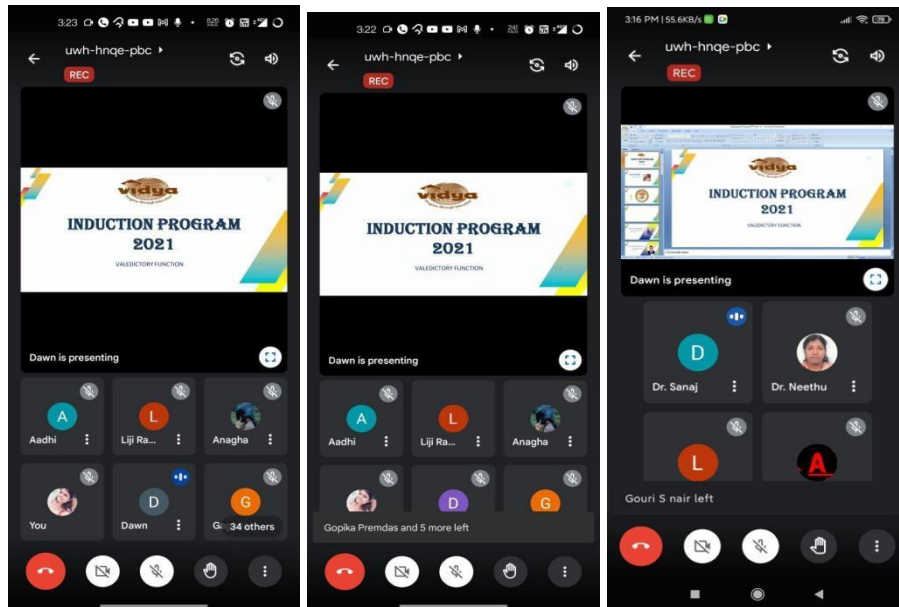 3:23
uwh-hnqe-pbc
REC
vidya
INDUCTION PROGRAM
2021
VALEDICTORY FUNCTION
Dawn is presenting
A
L
Aadhi
Liji Ra...
Anagha
D
G
You
Dawn
34 others
3:22
uwh-hnqe-pbc
REC
vidya
INDUCTION PROGRAM
2021
VALEDICTORY FUNCTION
Dawn is presenting
A
L
Aadhi
Liji Ra...
Anagha
D
G
Gopika Premdas and 5 more left
3:16 PM | 55.6KB/s
uwh-hnqe-pbc
REC
vidya
INDUCTION PROGRAM
2021
VALEDICTORY FUNCTION
Dawn is presenting
D
Dr. Sanaj
Dr. Neethu
L
A
Gouri S nair left